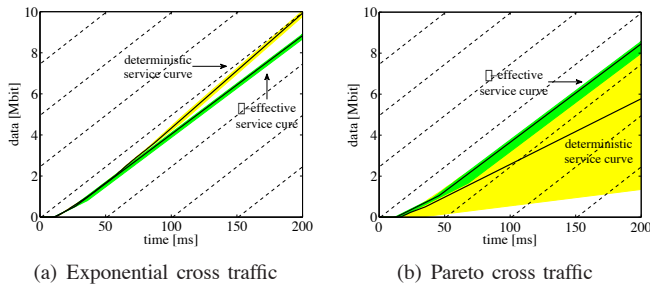 10
8
6
4
2
0
data [Mbit]
deterministic
service curve
- effective
service cure
0
50
100
150
200
time [ms]
(a) Exponential cross traffic
10
8
6
4
2
0
data [Mbit]
- effective
service curve
deterministic
service curve
0
50
100
150
200
time [ms]
(b) Pareto cross traffic